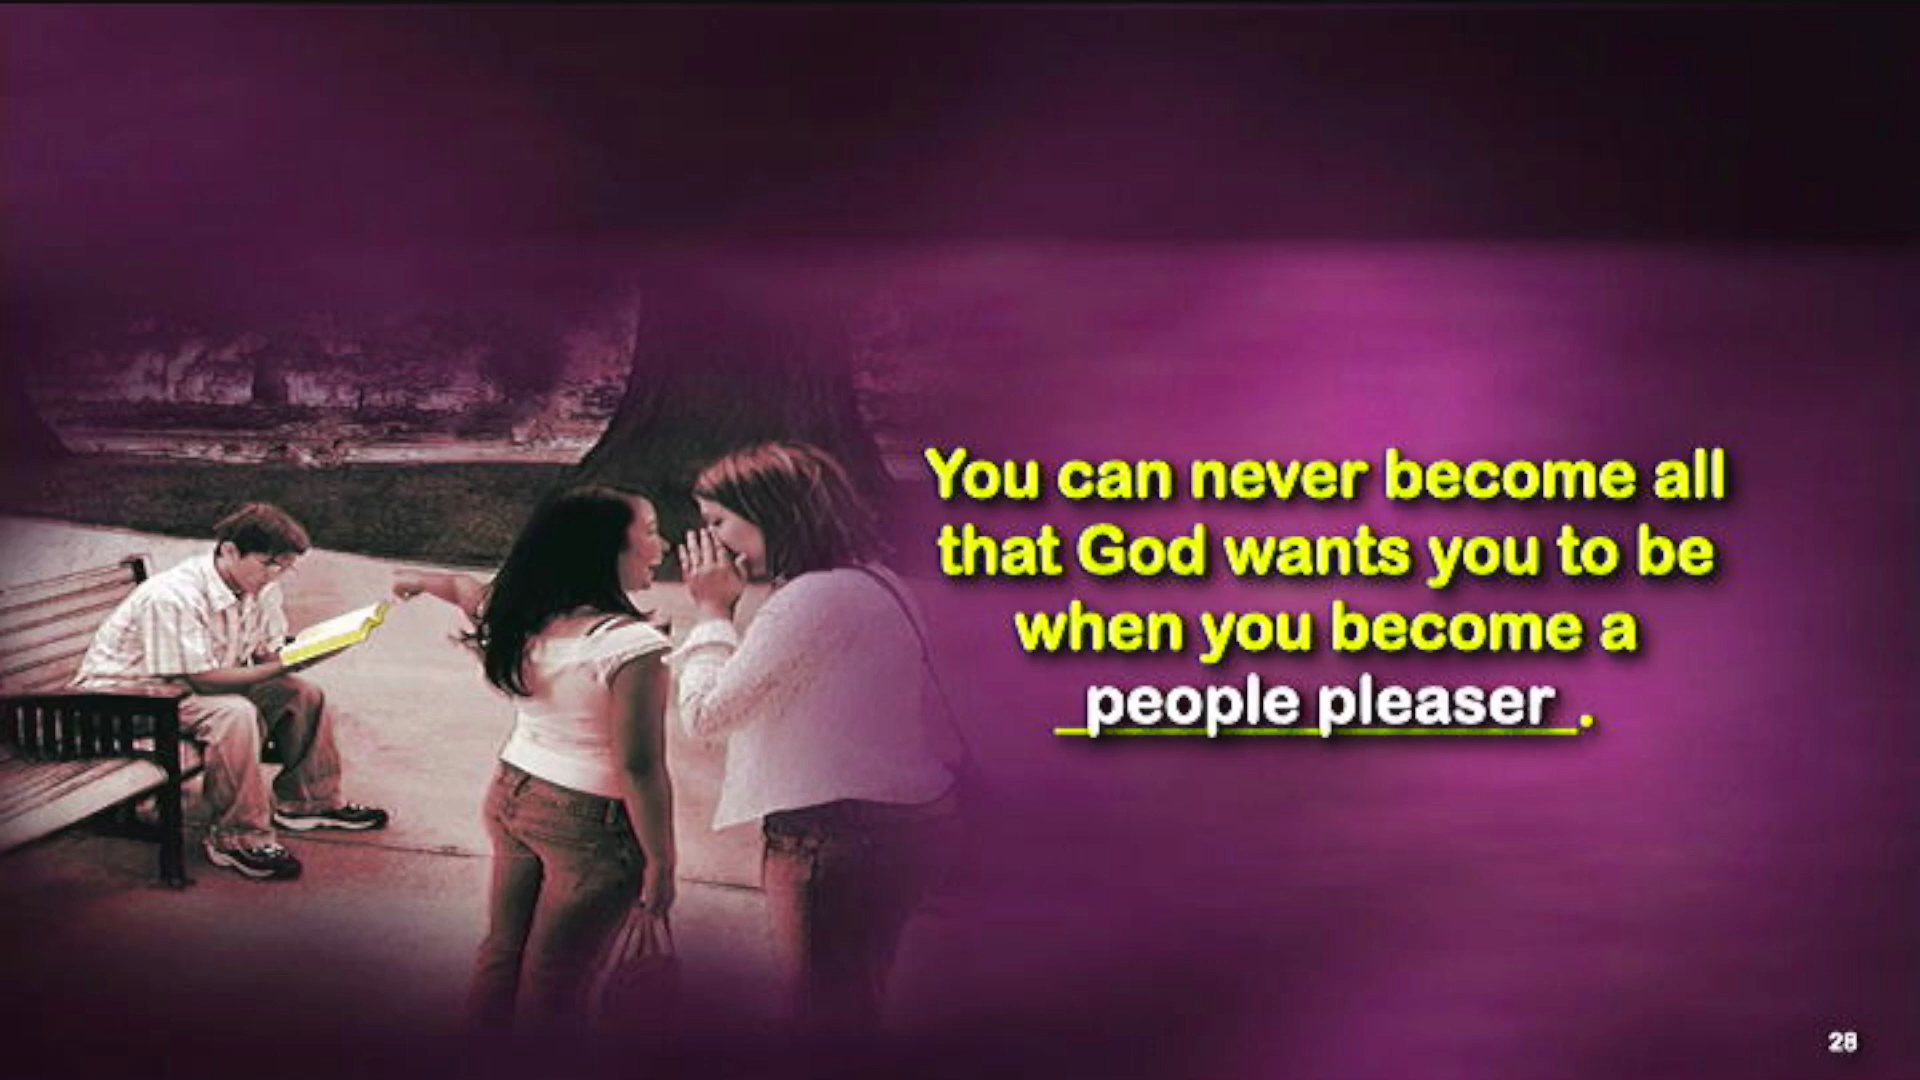 You can never become all
that God wants you to be
when you become a
people pleaser .
28